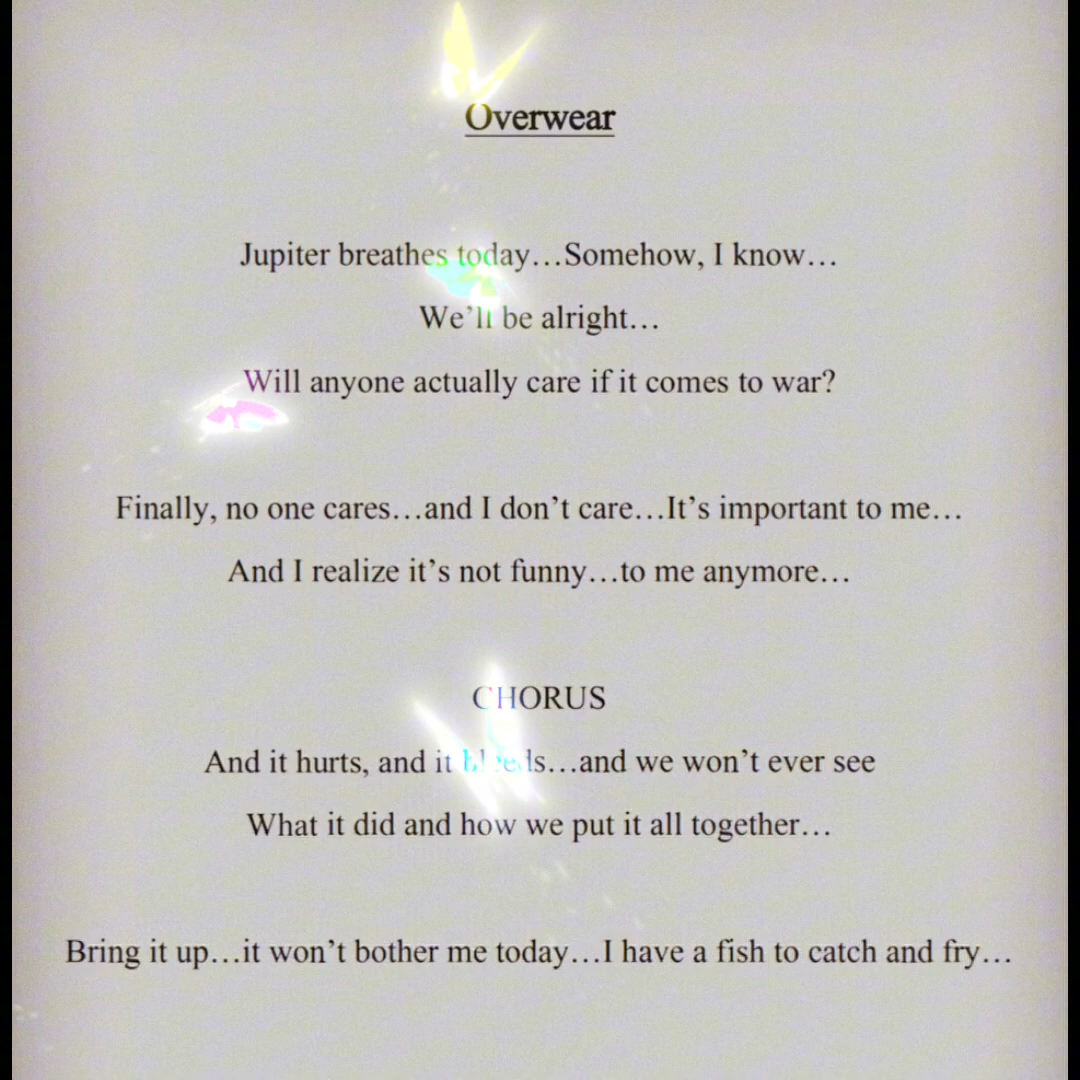 Overwear
Jupiter breathes today…Somehow, I know…
We’ll be alright…
Will anyone actually care if it comes to war?
Finally, no one cares…and I don’t care…It’s important to me…
And I realize it’s not funny…to me anymore…
CHORUS
And it hurts, and it bleeds…and we won’t ever see
What it did and how we put it all together…
Bring it up…it won’t bother me today…I have a fish to catch and fry…